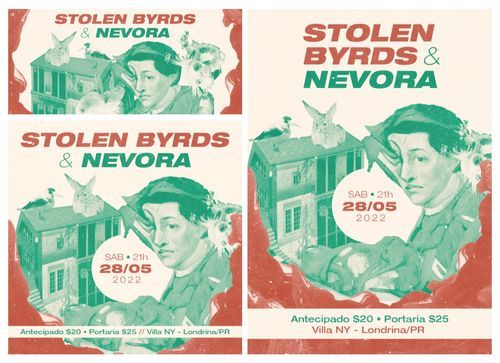 STOLEN BYRDS
& NEVORA
STOLEN BYRDS
& NEVORA
SAB • 21h
28/05
2022
Antecipado $20 • Portaria $25 // Villa NY - Londrina/PR
STOLEN
BYRDS &
NEVORA
SAB • 21h
28/05
2022
Antecipado $20 • Portaria $25
Villa NY - Londrina/PR